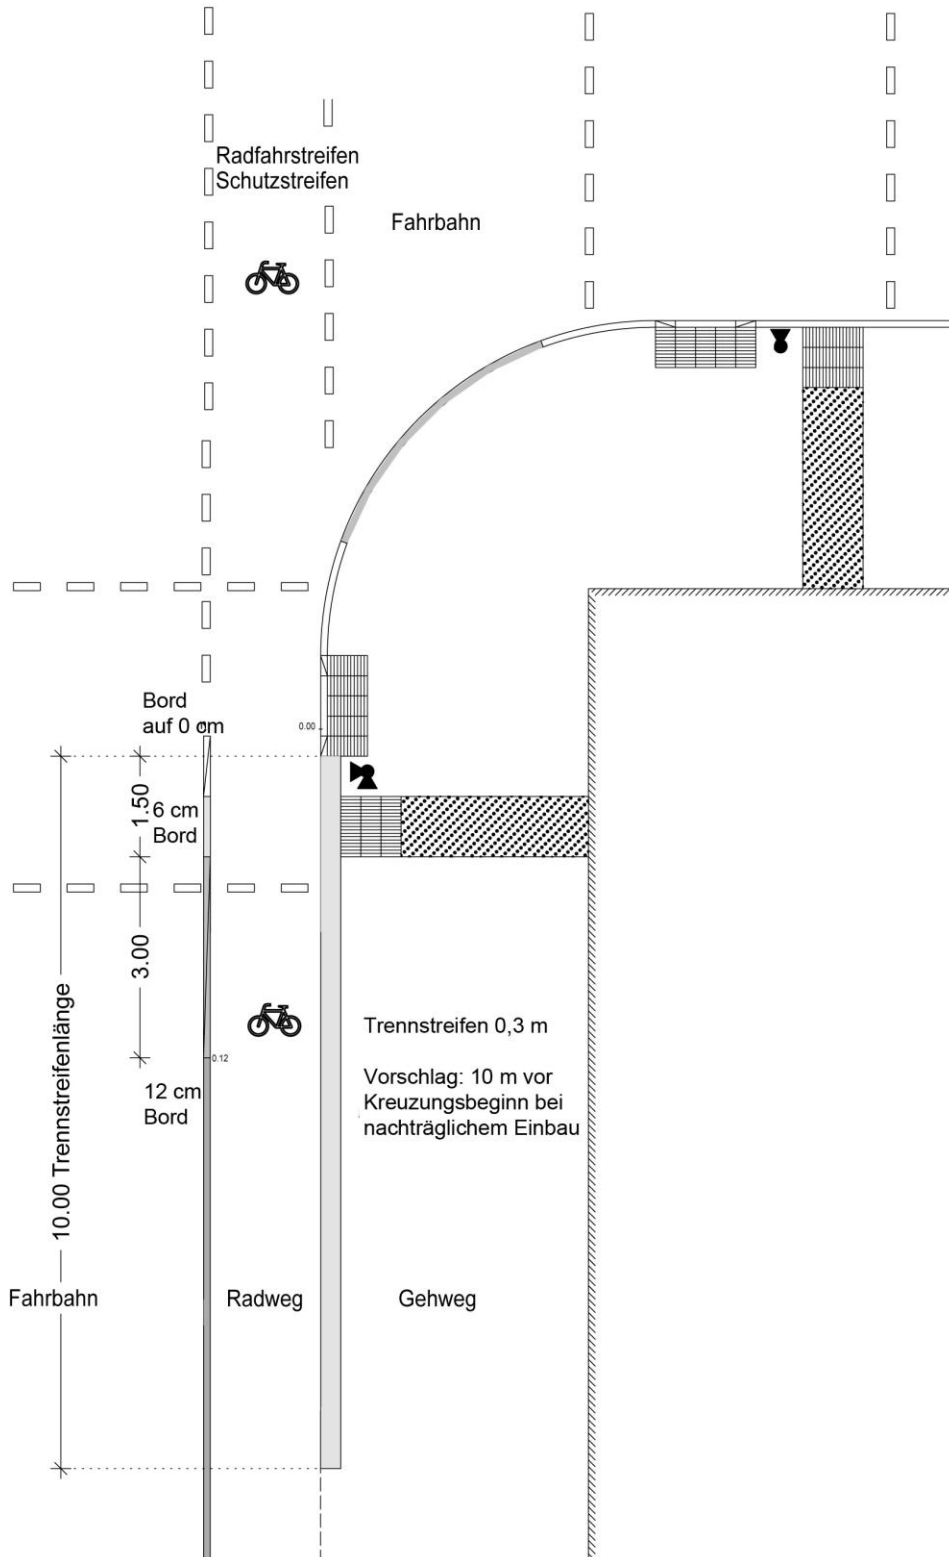 Radfahrstreifen
Schutzstreifen
Fahrbahn
Bord
auf 0 cm
0.00
1.50
6 cm
Bord
3.00
10.00 Trennstreifenlänge
Trennstreifen 0,3 m
0.12
Vorschlag: 10 m vor
Kreuzungsbeginn bei
nachträglichem Einbau
12 cm
Bord
Fahrbahn
Radweg
Gehweg